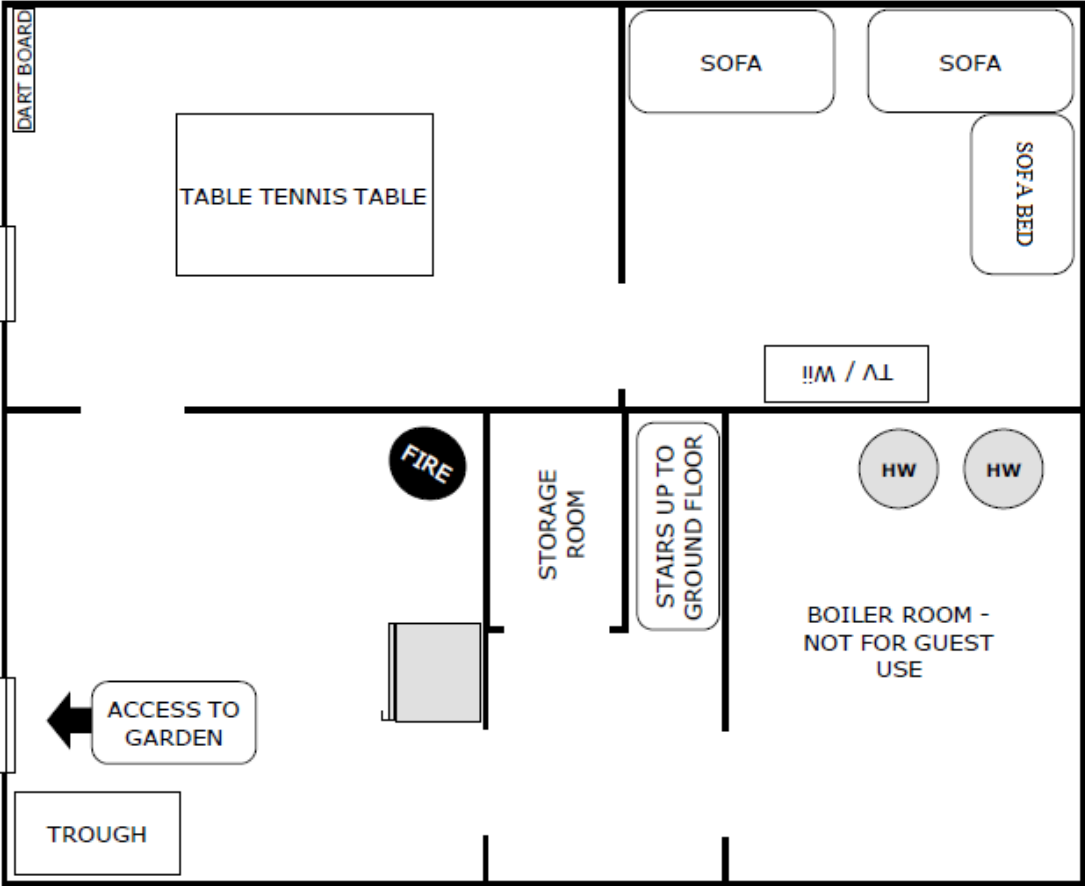 DART BOARD
SOFA
SOFA
SOFA BED
TABLE TENNIS TABLE
TV / Wii
FIRE
STORAGE
ROOM
STAIRS UP TO
GROUND FLOOR
HW
HW
BOILER ROOM -
NOT FOR GUEST
USE
ACCESS TO
GARDEN
TROUGH